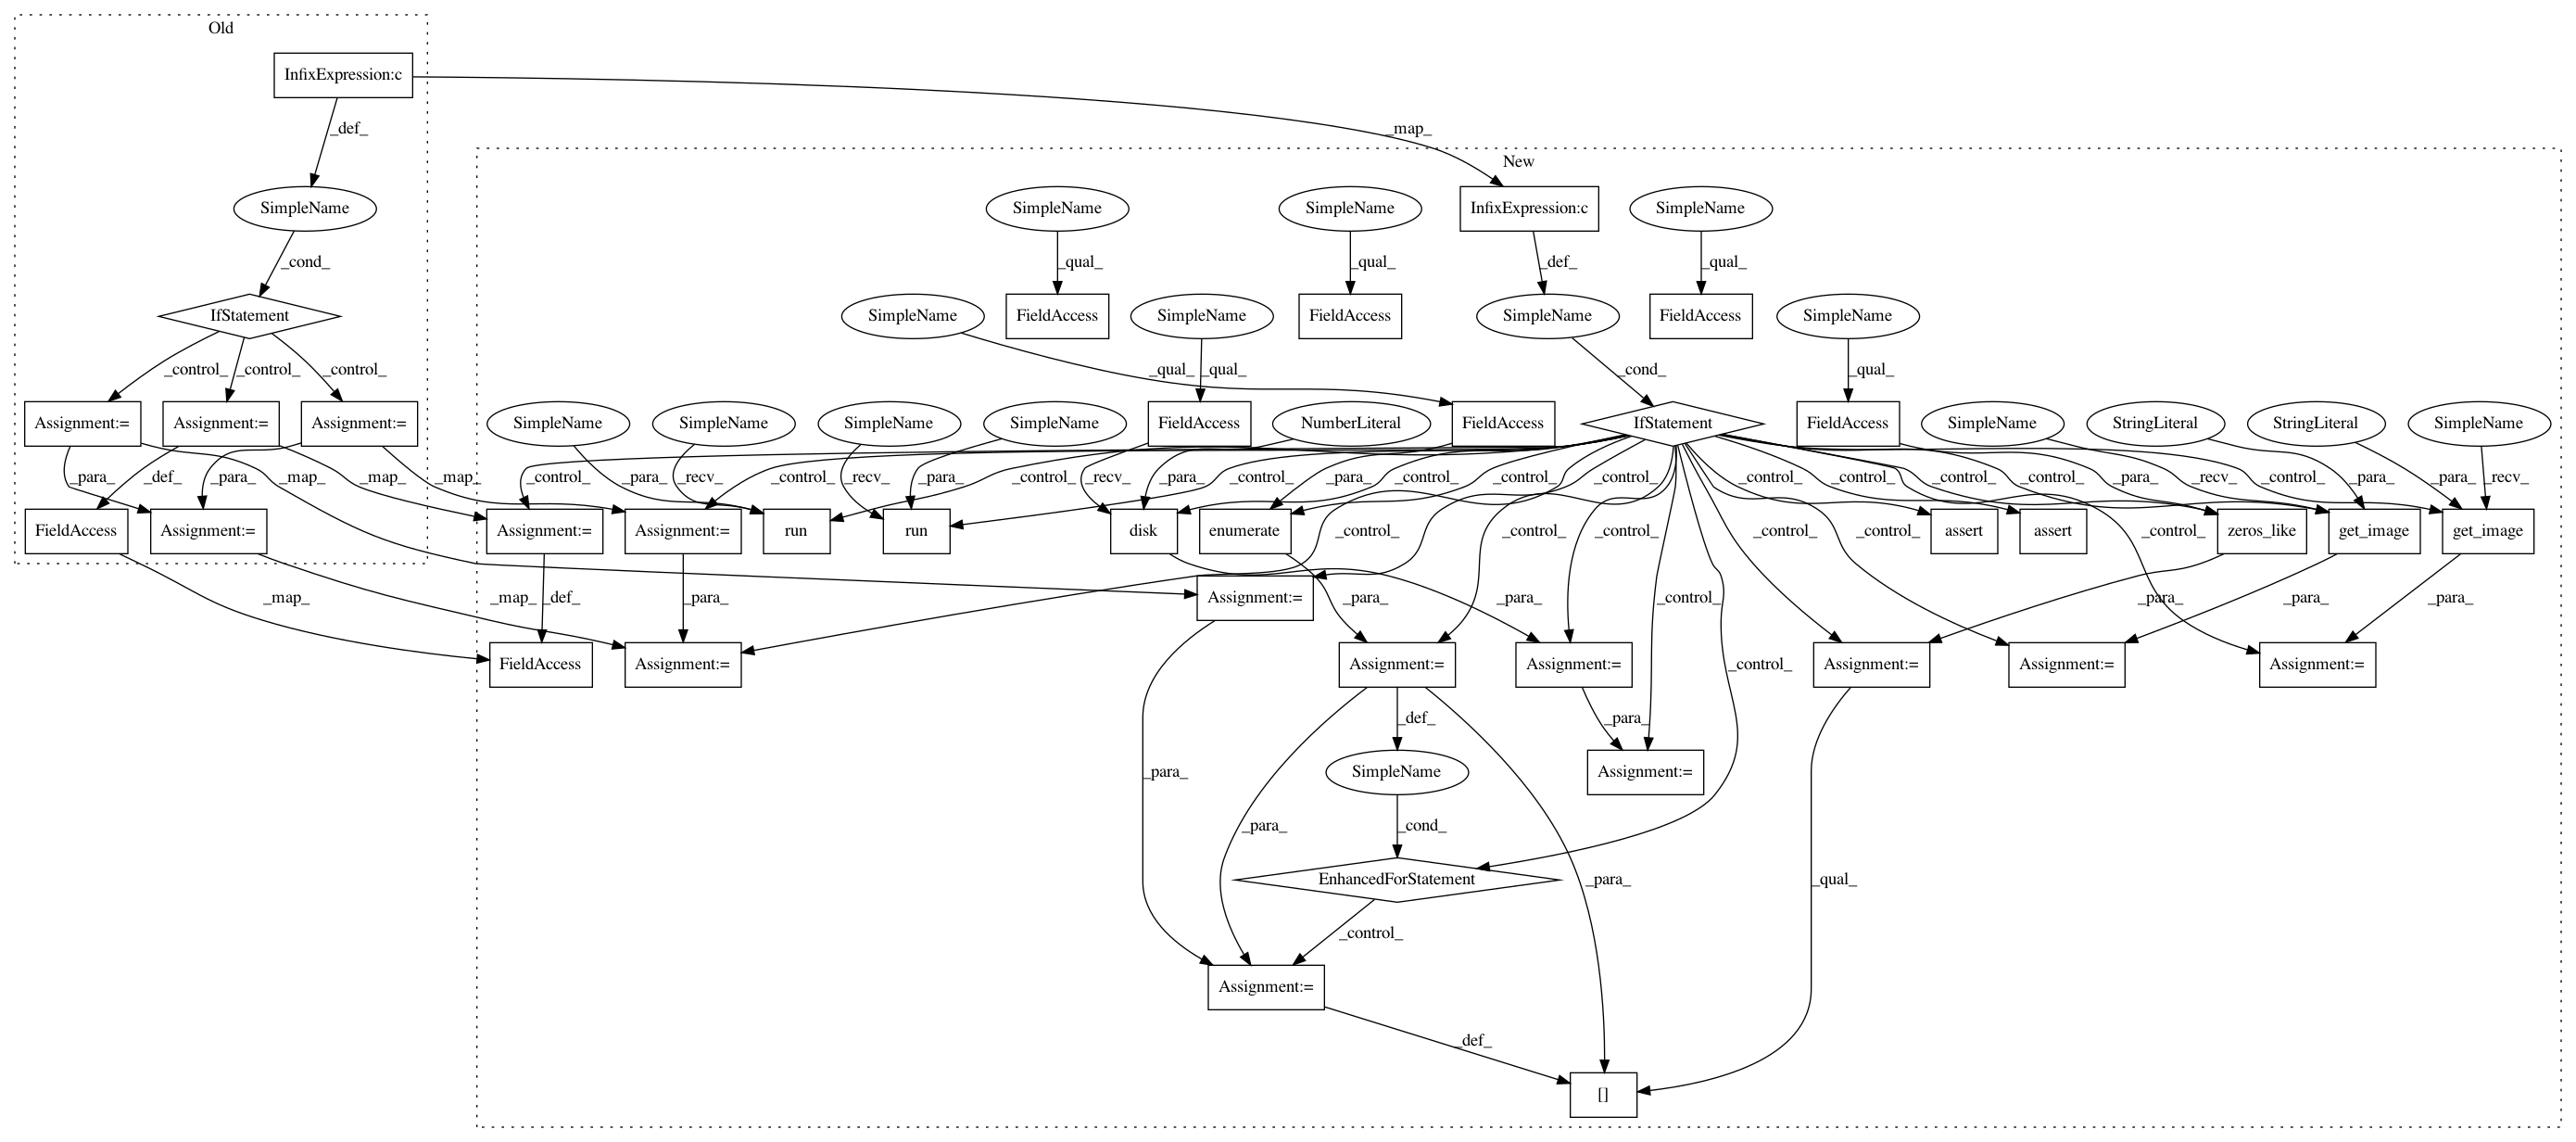 Old
InfixExpression:c
_def_
_map_
New
SimpleName
SimpleName
SimpleName
InfixExpression:c
SimpleName
_cond_
_qual_
_qual_
_def_
_qual_
IfStatement
SimpleName
FieldAccess
SimpleName
FieldAccess
SimpleName
FieldAccess
SimpleName
_control_
_control_
_control_
_qual_
_qual_
_cond_
_qual_
Assignment:=
Assignment:=
Assignment:=
SimpleName
SimpleName
SimpleName
SimpleName
FieldAccess
NumberLiteral
FieldAccess
IfStatement
FieldAccess
SimpleName
StringLiteral
StringLiteral
SimpleName
_para_
_def_
_para_
_map_
_map_
_map_
_control_
_para_
_recv_
_control_
_recv_
_para_
_control_
_control_
_recv_
_para_
_control_
_para_
_control_
_control_
_control_
_control_
_control_
_control_
_control_
_para_
_recv_
_para_
_control_
_para_
_recv_
FieldAccess
Assignment:=
Assignment:=
Assignment:=
run
run
disk
enumerate
assert
assert
zeros_like
get_image
get_image
_control_
_control_
_control_
_control_
_control_
_control_
_map_
_map_
_def_
_para_
Assignment:=
_para_
_para_
_control_
_para_
_para_
_para_
FieldAccess
Assignment:=
Assignment:=
Assignment:=
Assignment:=
Assignment:=
Assignment:=
_control_
_def_
_para_
_para_
SimpleName
Assignment:=
_para_
_cond_
EnhancedForStatement
_para_
_qual_
_control_
Assignment:=
_def_
[]